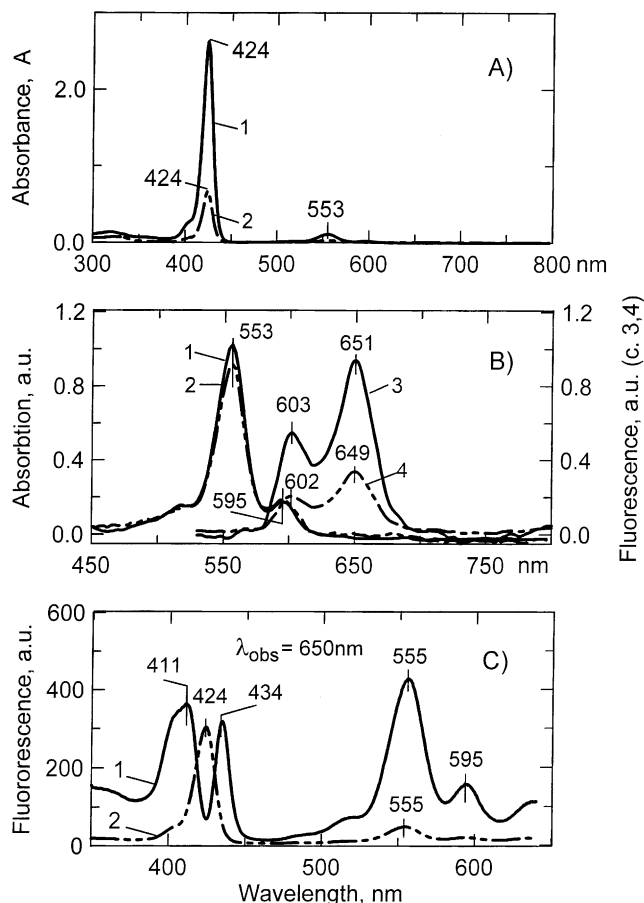 424
A)
Absorbance, A
2.0
1
424
2
553
0.0
300 400 500 600 700 800 nm
1.2 1.2
553
1
B)
651
2
3
0.8 0.8
603
Absorbtion, a.u.
Fluorescence, a.u. (c. 3,4)
649
0.4 0.4
602
4
595
0.0 0.0
450 550 650 750 nm
600
λobs = 650nm
C)
411
424
434
555
400
Fluororescence, a.u.
595
200
1
555
2
0
400 500 600
Wavelength, nm